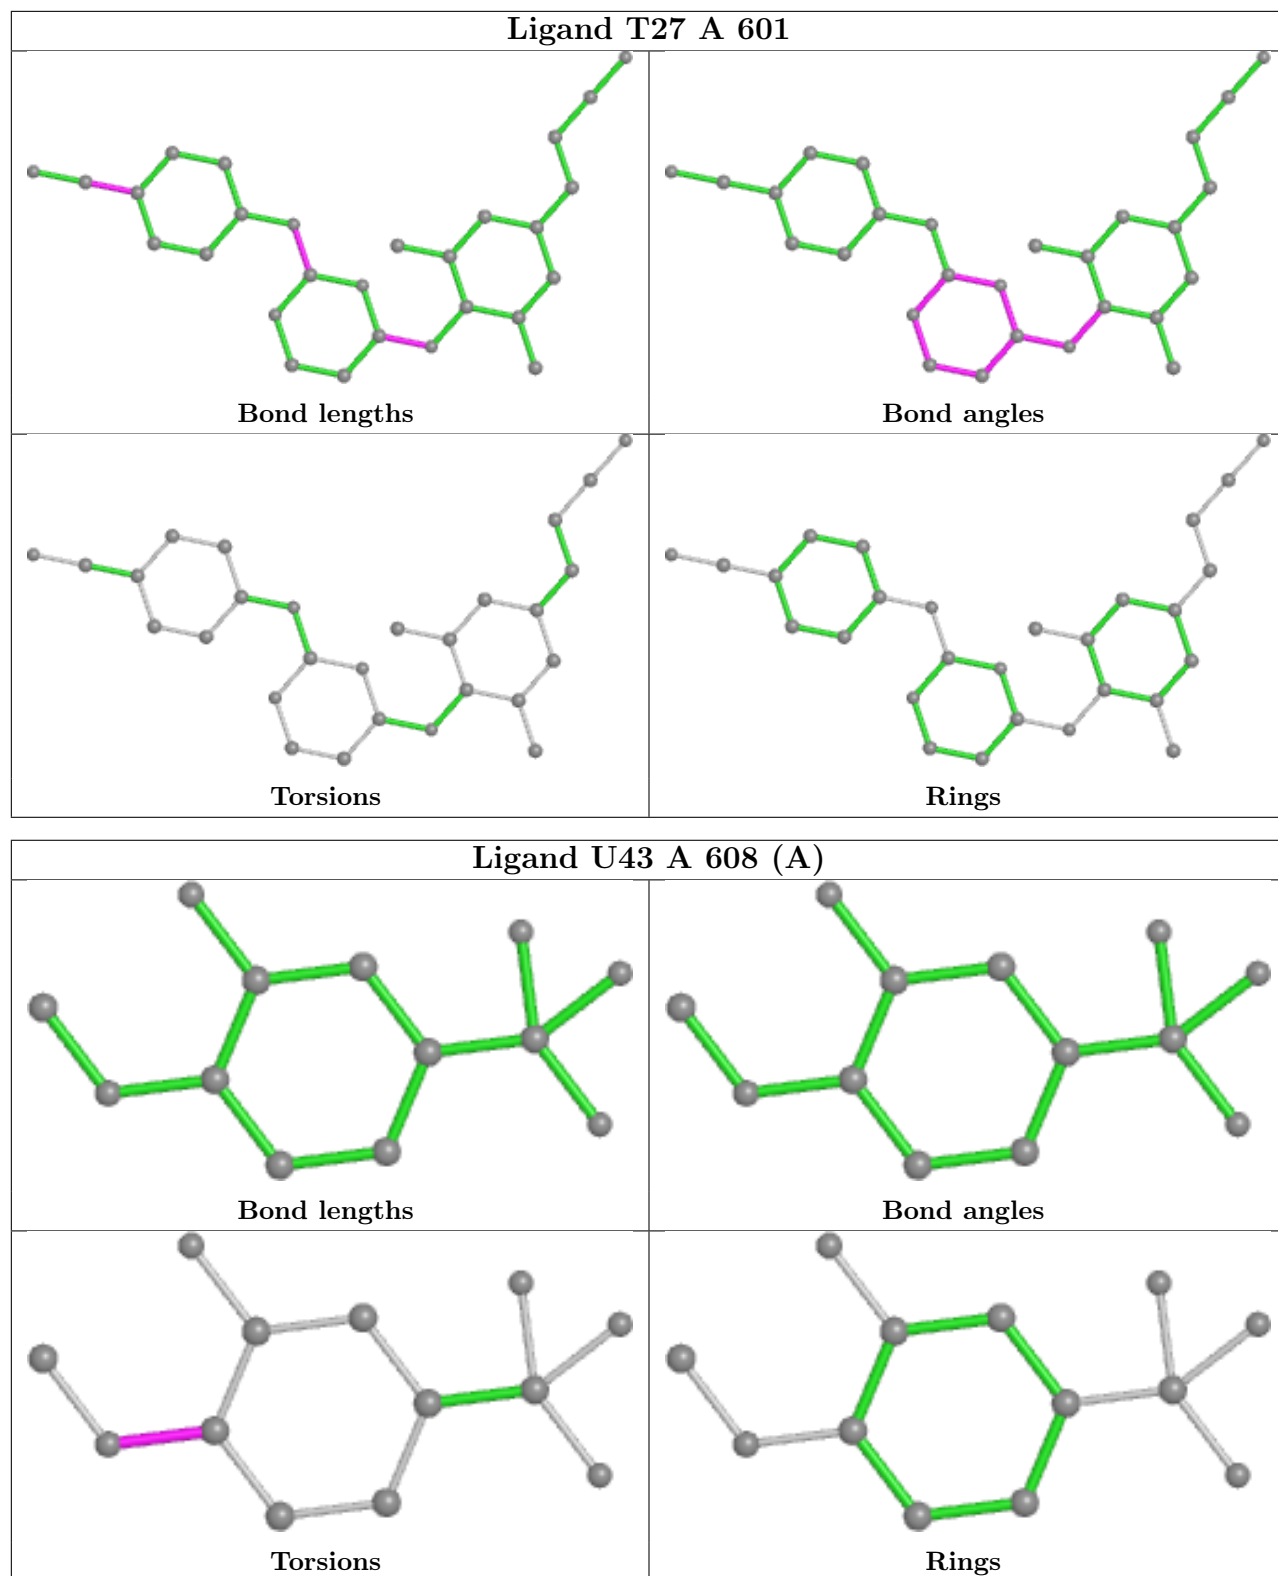 Ligand T27 A 601
Bond lengths
Bond angles
Torsions
Rings
Ligand U43 A 608 (A)
Bond lengths
Bond angles
Torsions
Rings